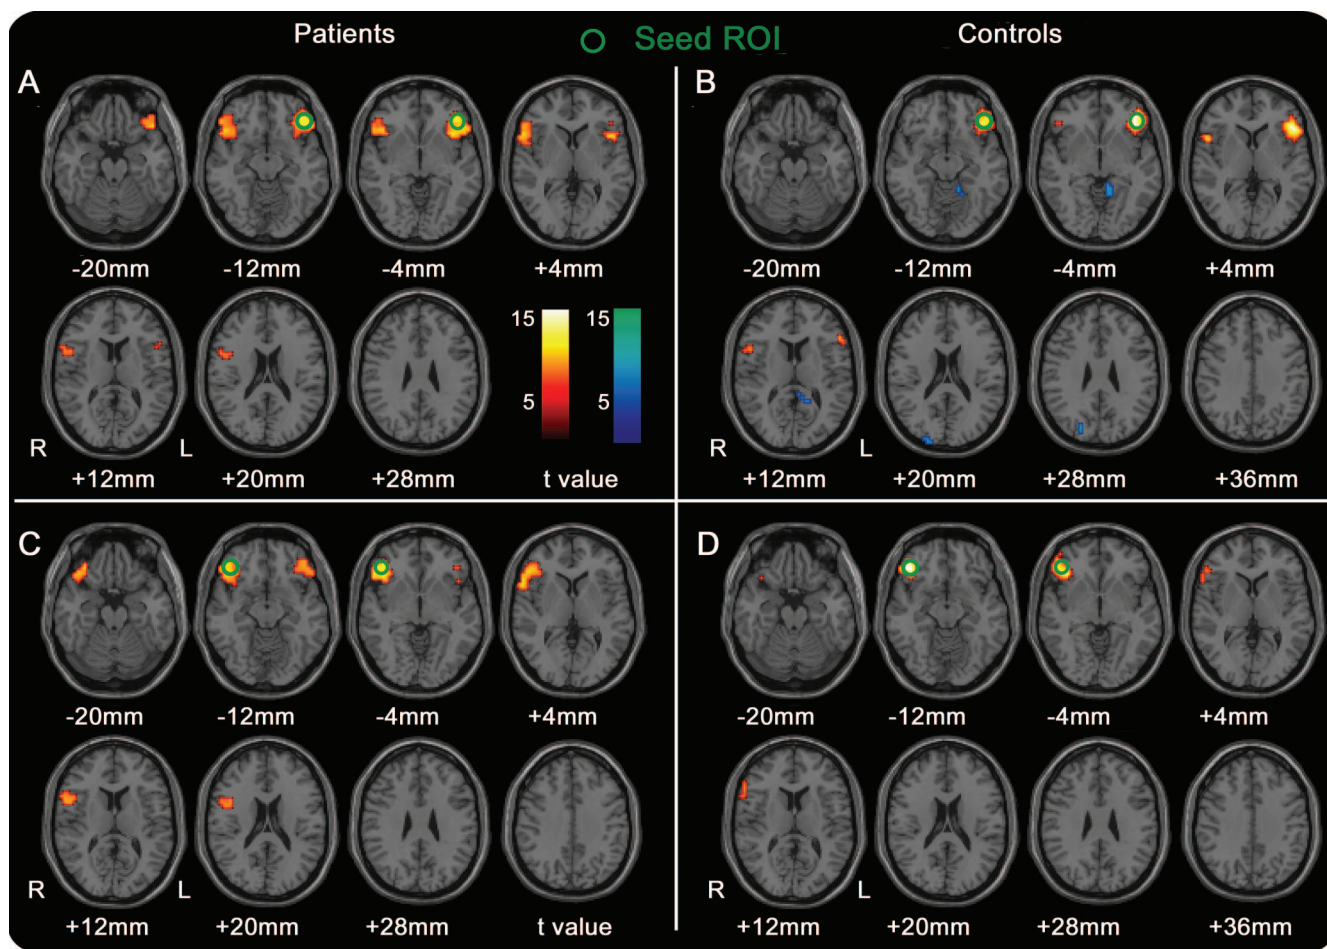 Patients
Seed ROI
Controls
A
-20mm -12mm -4mm +4mm
15 15
5 5
R L
+12mm +20mm +28mm t value
B
-20mm -12mm -4mm +4mm
R L
+12mm +20mm +28mm +36mm
C
-20mm -12mm -4mm +4mm
R L
+12mm +20mm +28mm t value
D
-20mm -12mm -4mm +4mm
R L
+12mm +20mm +28mm +36mm